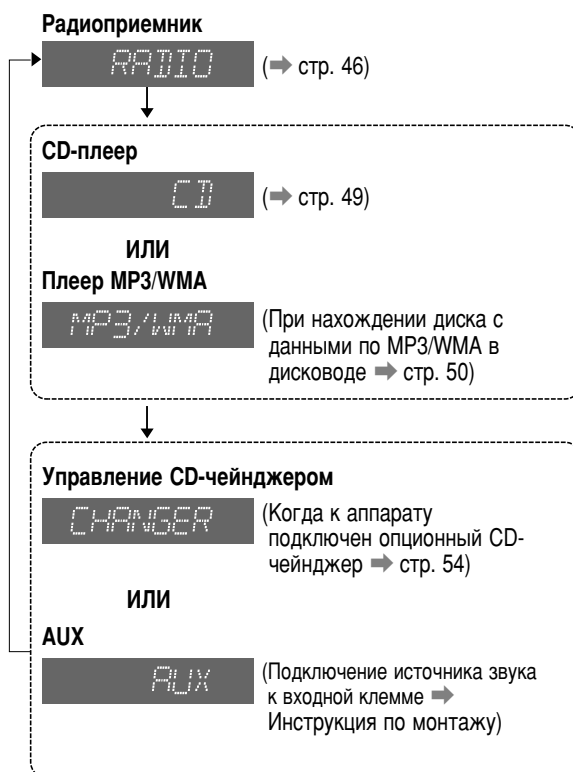 Радиоприемник
RADIO
(➡ стр. 46)
CD-плеер
CD
(➡ стр. 49)
ИЛИ
Плеер MP3/WMA
MP3/WMA
(При нахождении диска с
данными по MP3/WMA в
дисководе ➡ стр. 50)
Управление CD-чейнджером
CHANGER
(Когда к аппарату
подключен опционный CD-
чейнджер ➡ стр. 54)
ИЛИ
AUX
AUX
(Подключение источника звука
к входной клемме ➡
Инструкция по монтажу)